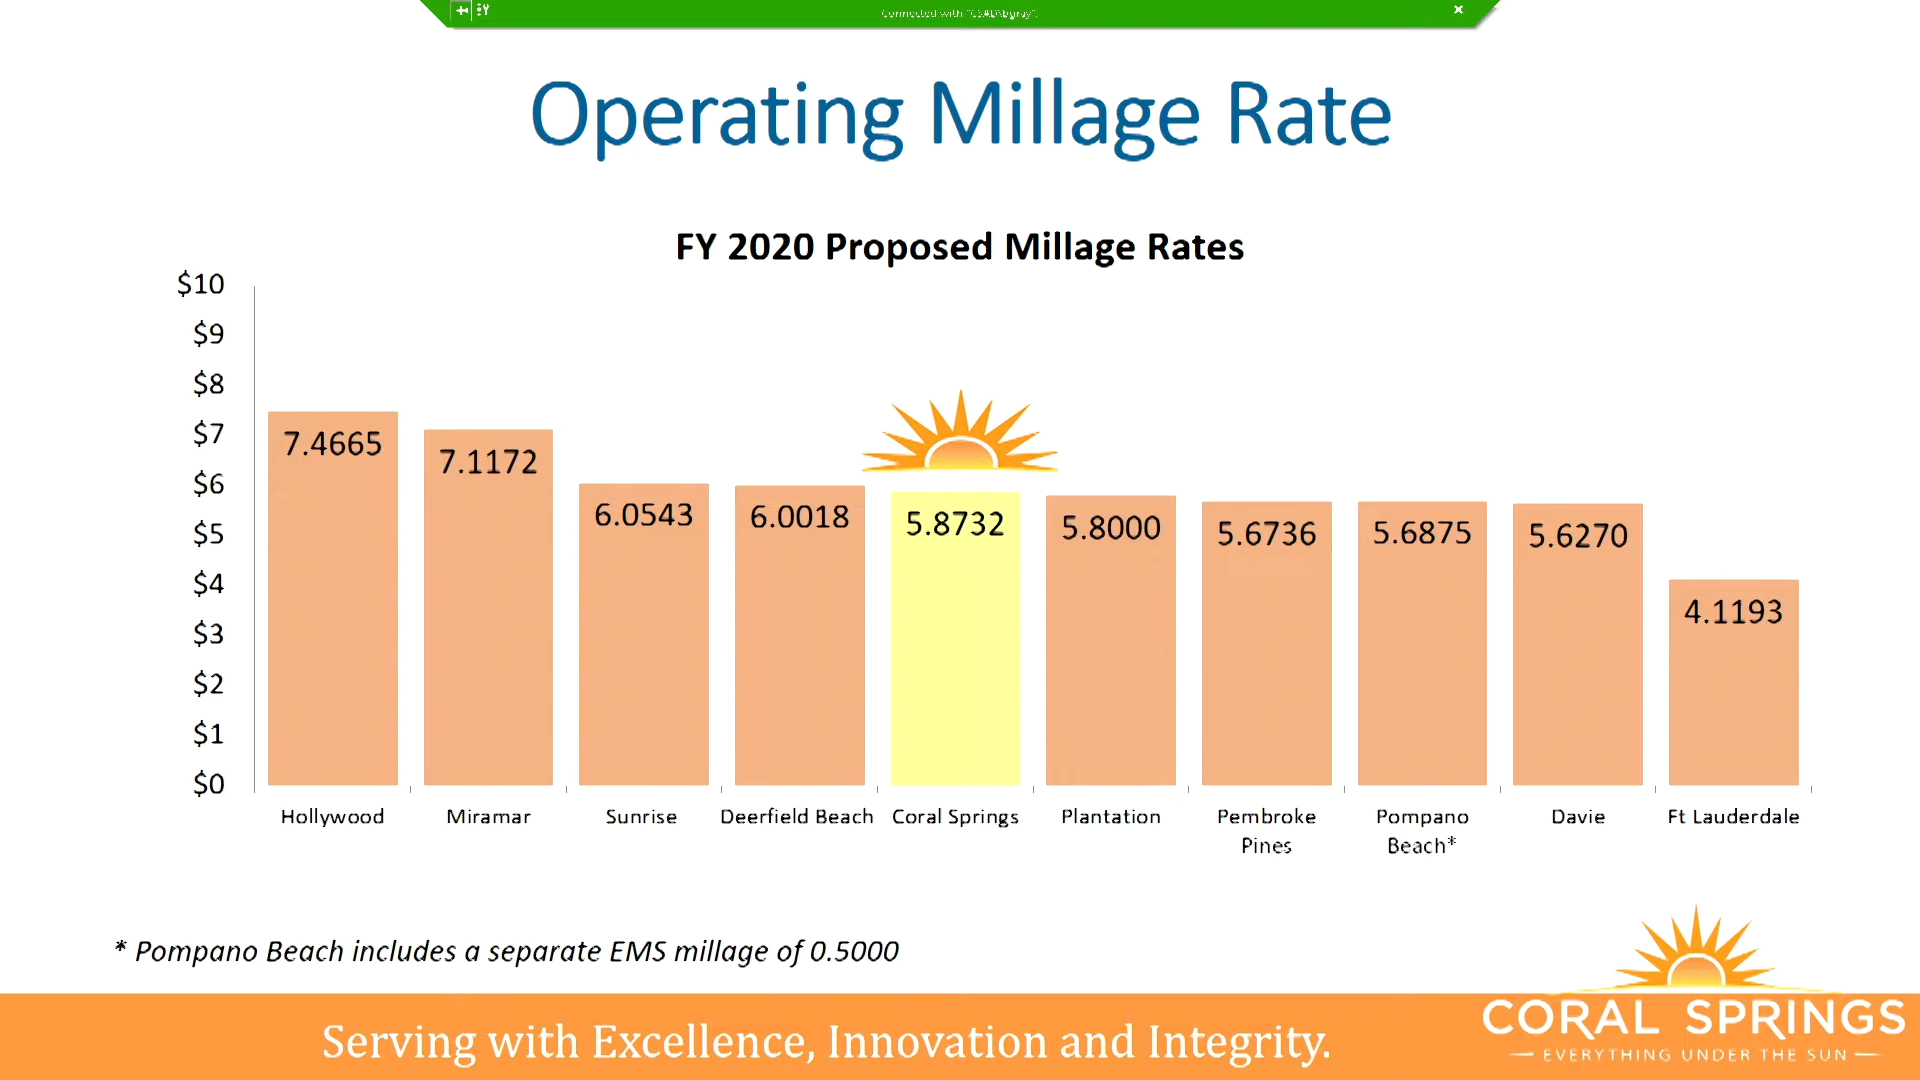 Operating Millage Rate
FY 2020 Proposed Millage Rates
$10
$9
$8
$7
$6
$5
$4
$3
$2
$1
$0
7.4665
7.1172
6.0543
6.0018
5.8732
5.8000
5.6736
5.6875
5.6270
4.1193
Hollywood
Miramar
Sunrise
Deerfield Beach
Coral Springs
Plantation
Pembroke
Pines
Pompano
Beach*
Davie
Ft Lauderdale
* Pompano Beach includes a separate EMS millage of 0.5000
Serving with Excellence, Innovation and Integrity.
CORAL SPRINGS
EVERYTHING UNDER THE SUN